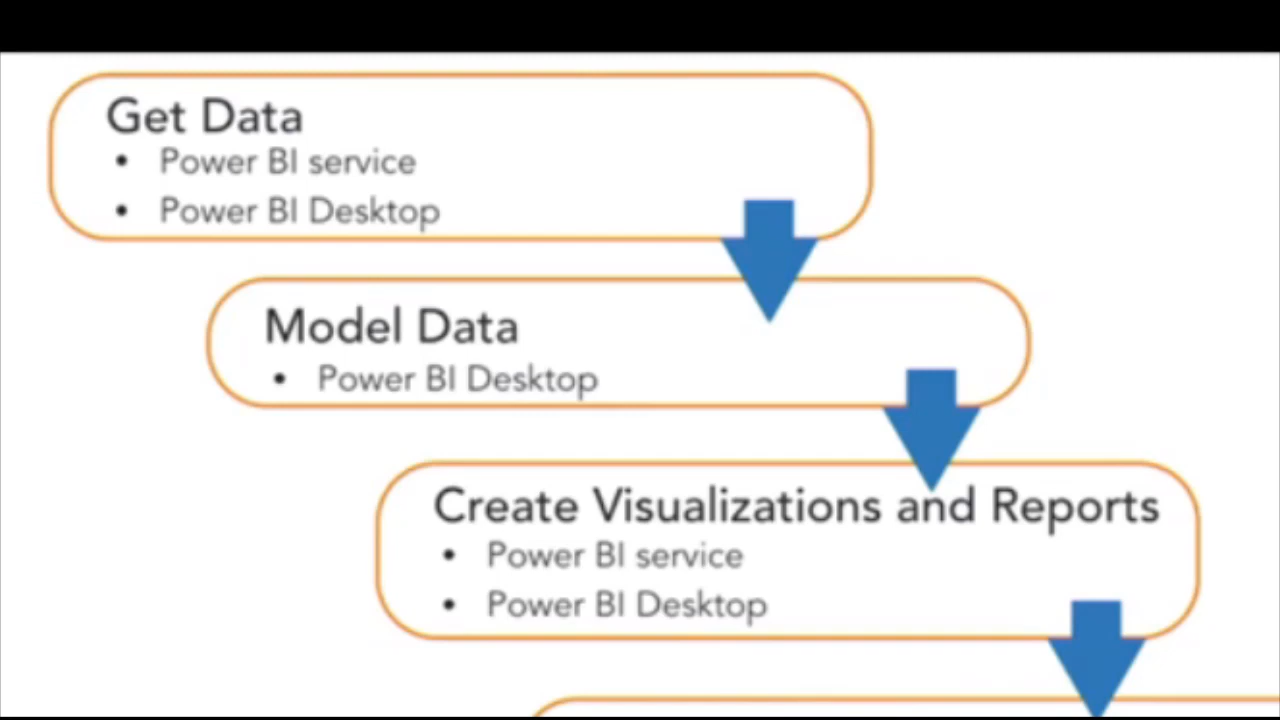 Get Data
• Power BI service
• Power BI Desktop
Model Data
• Power BI Desktop
Create Visualizations and Reports
• Power BI service
• Power BI Desktop